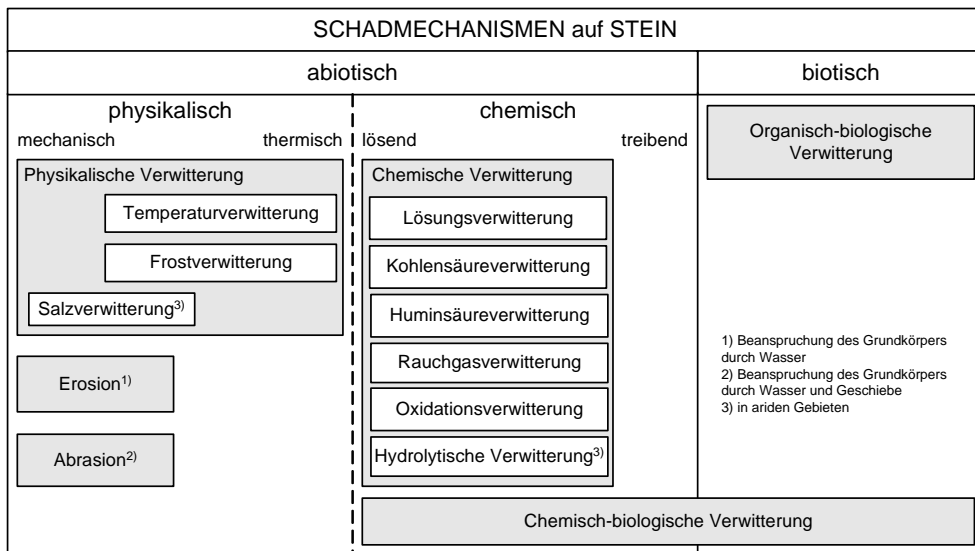 SCHADMECHANISMEN auf STEIN
abiotisch
biotisch
physikalisch
chemisch
mechanisch
thermisch
lösend
treibend
Physikalische Verwitterung
Temperaturverwitterung
Frostverwitterung
Salzverwitterung3)
Erosion1)
Abrasion2)
Chemische Verwitterung
Lösungsverwitterung
Kohlensäureverwitterung
Huminsäureverwitterung
Rauchgasverwitterung
Oxidationsverwitterung
Hydrolytische Verwitterung3)
Organisch-biologische
Verwitterung
1) Beanspruchung des Grundkörpers
durch Wasser
2) Beanspruchung des Grundkörpers
durch Wasser und Geschiebe
3) in ariden Gebieten
Chemisch-biologische Verwitterung